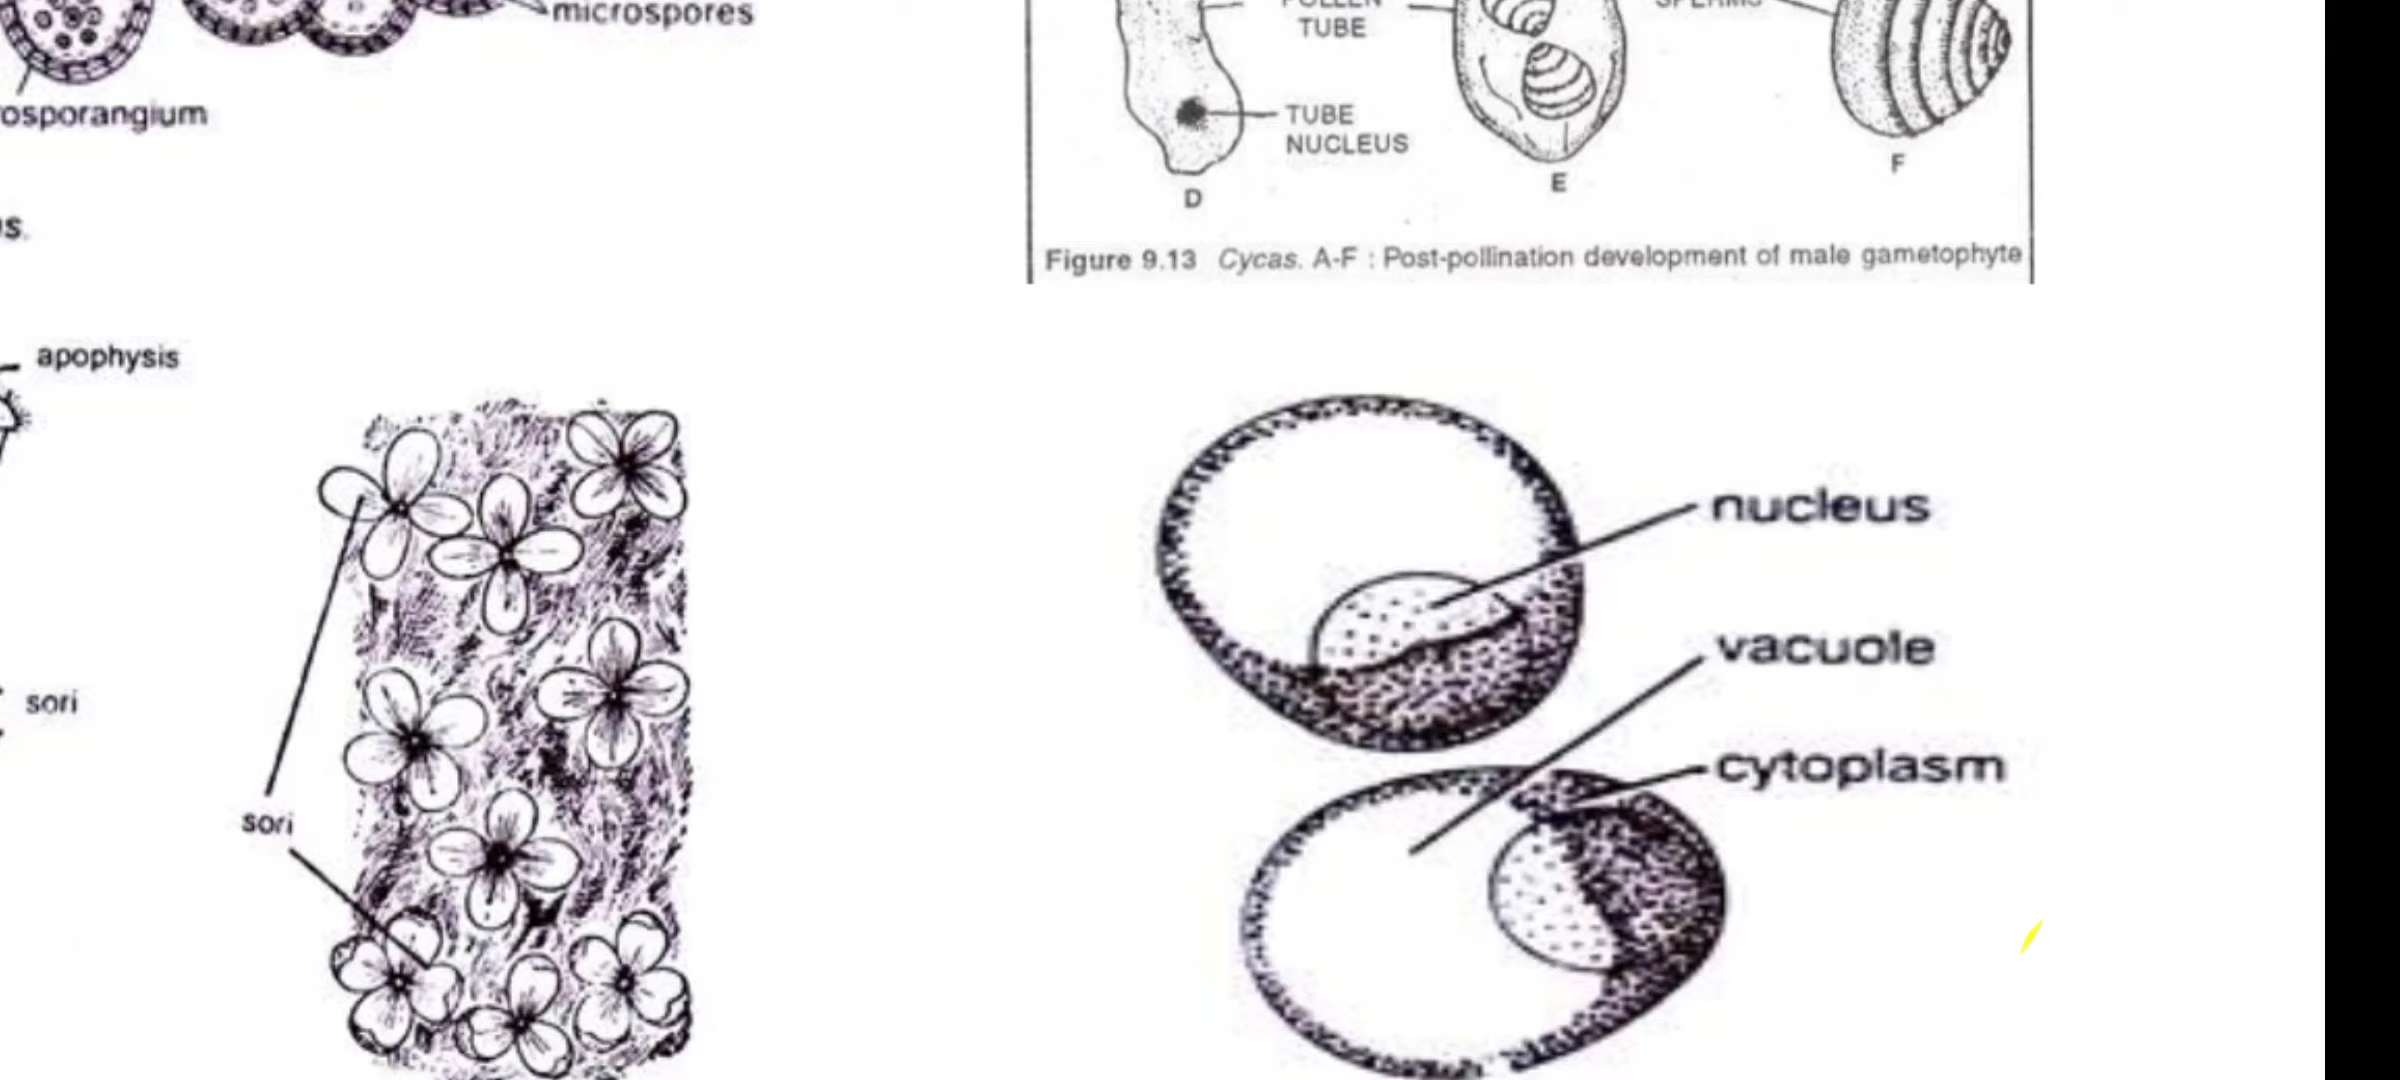 microspores
TUBE
TUBE
NUCLEUS
D
E
F
Figure 9.13 Cycas. A-F : Post-pollination development of male gametophyte
apophysis
sori
sori
nucleus
vacuole
cytoplasm